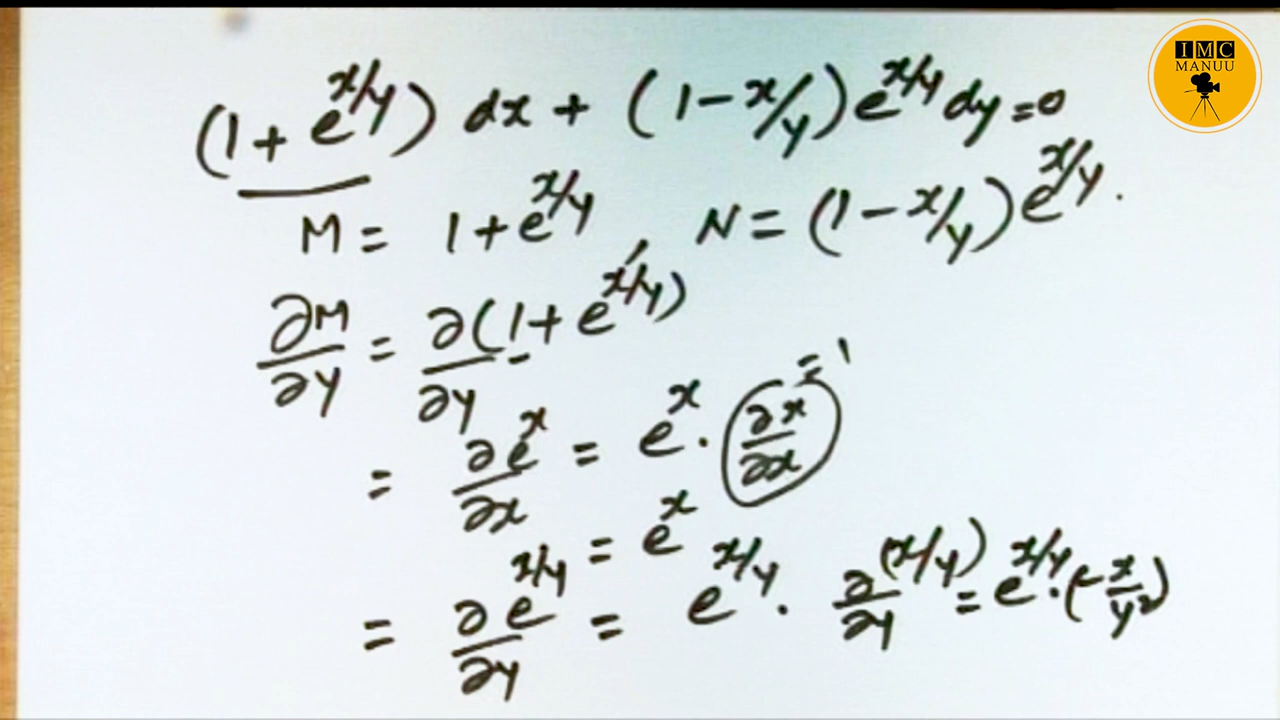 IMC
MANUU
(1 + e^{x/y}) dx + (1 - x/y) e^{x/y} dy = 0
M = 1 + e^{x/y}, N = (1 - x/y) e^{x/y}.
∂M/∂y = ∂(1 + e^{x/y})/∂y
= ∂e^x/∂x = e^x · ∂x/∂x = 1
= e^x
= ∂e^{x/y}/∂y = e^{x/y} · ∂(x/y)/∂y = e^{x/y} · (-x/y²)